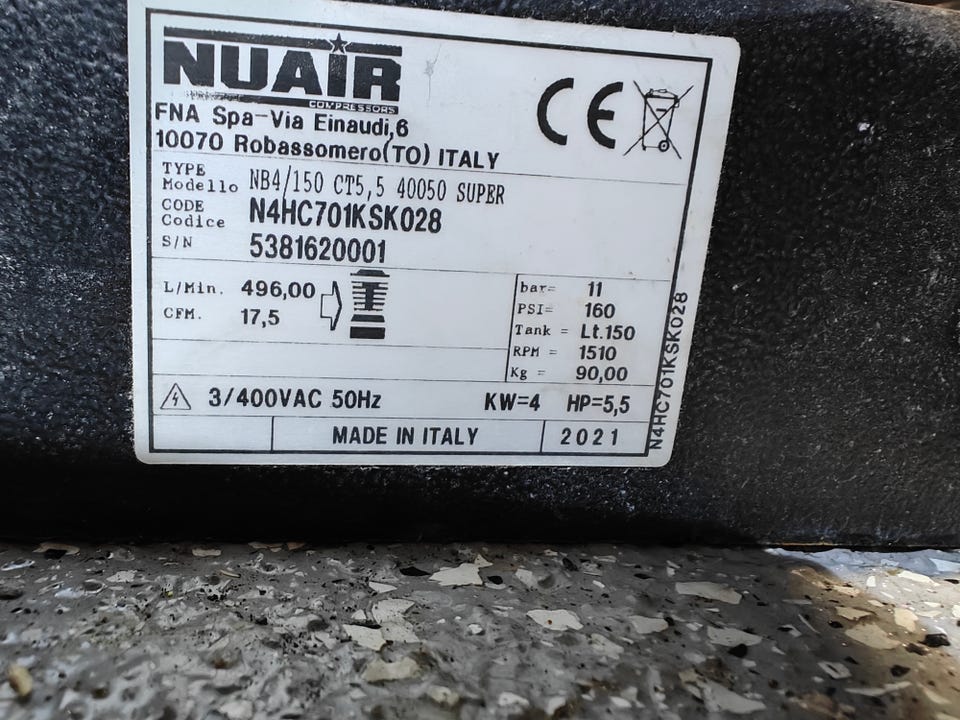 NUAIR
COMPRESSORS
CE
FNA Spa-Via Einaudi,6
10070 Robassomero(TO) ITALY
TYPE
Modello NB4/150 CT5,5 40050 SUPER
CODE
Codice N4HC701KSK028
S/N 5381620001
L/Min. 496,00
CFM. 17,5
bar= 11
PSI= 160
Tank = Lt.150
RPM = 1510
Kg = 90,00
3/400VAC 50Hz KW=4 HP=5,5
MADE IN ITALY 2021
N4HC701KSK028